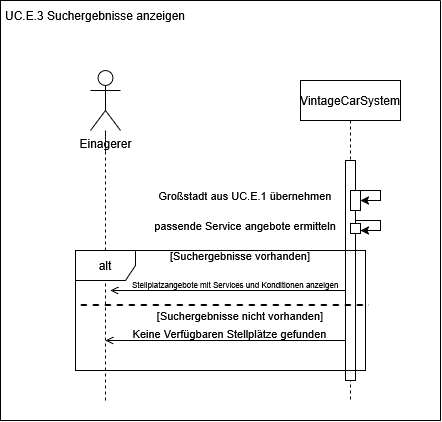 UC.E.3 Suchergebnisse anzeigen
VintageCarSystem
Einagerer
Großstadt aus UC.E.1 übernehmen
passende Service angebote ermitteln
alt
[Suchergebnisse vorhanden]
Stellplatzangebote mit Services und Konditionen anzeigen
[Suchergebnisse nicht vorhanden]
Keine Verfügbaren Stellplätze gefunden